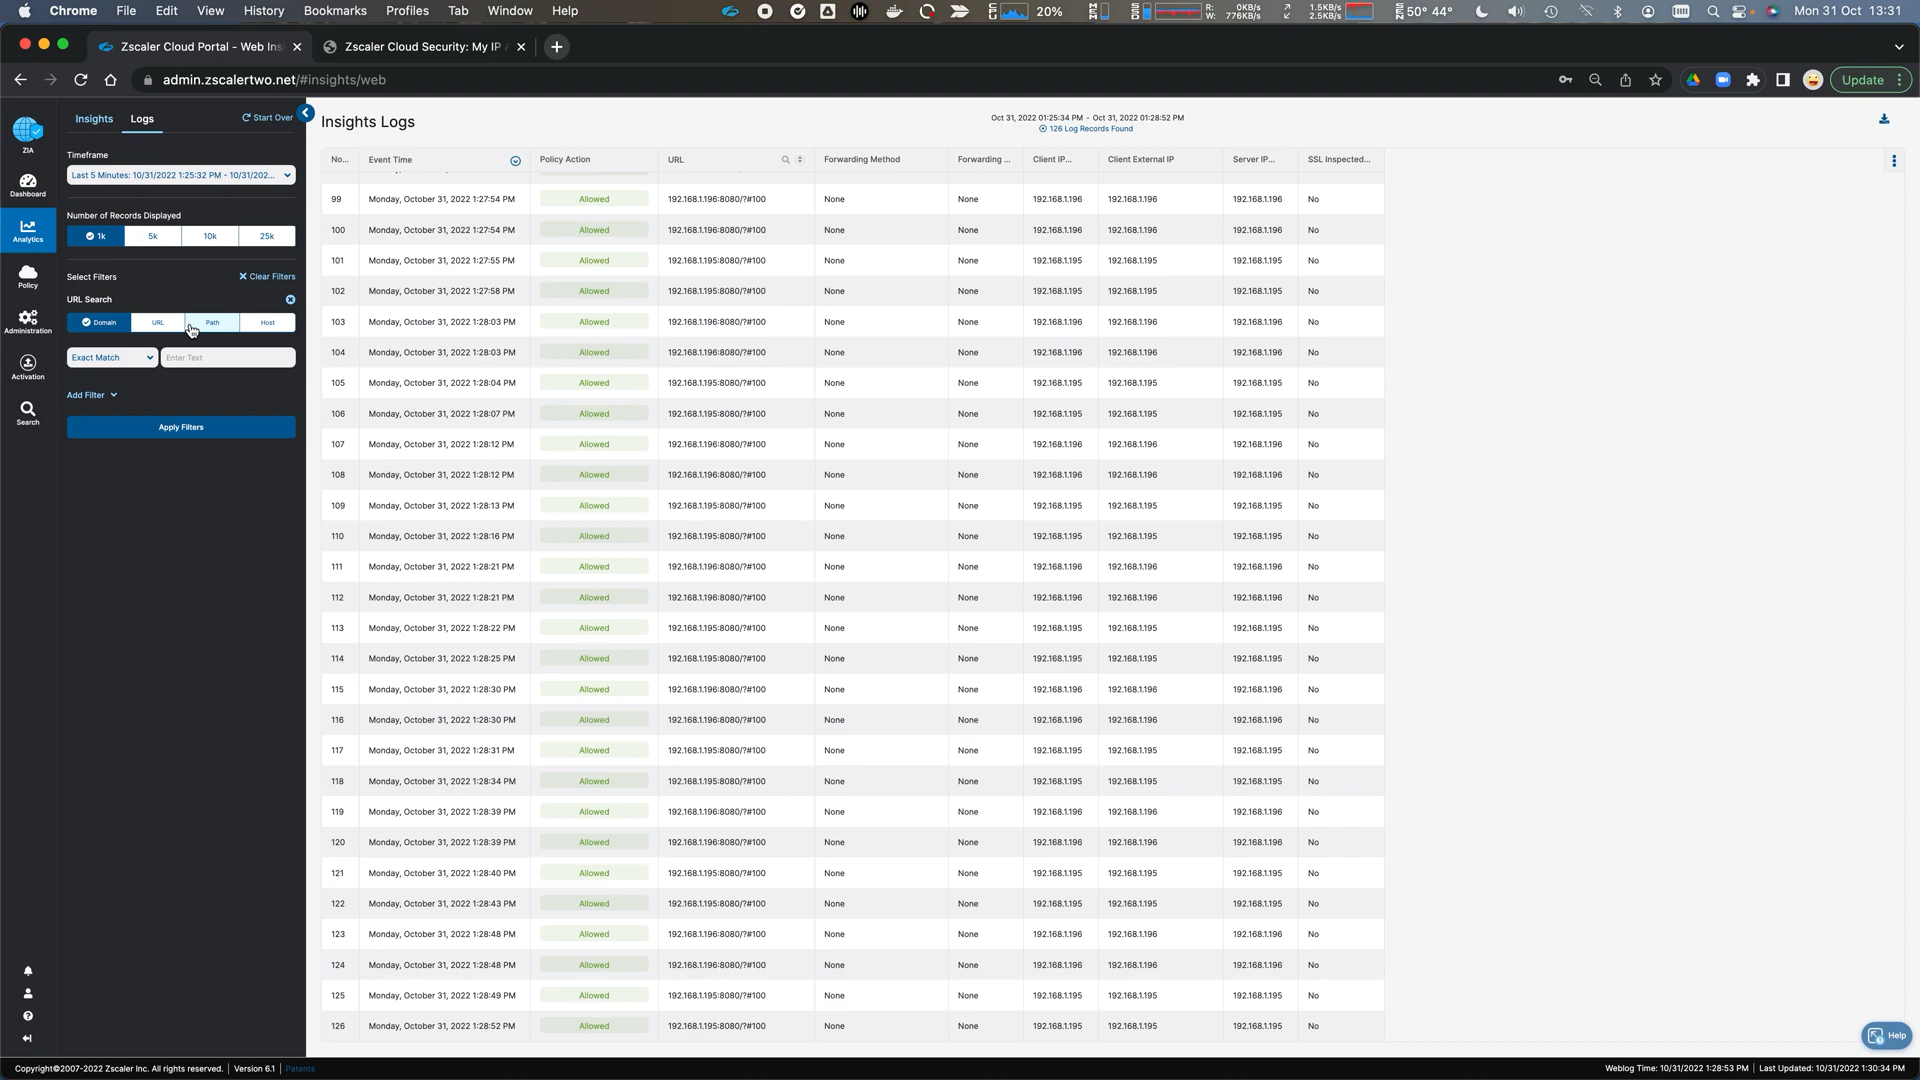 Chrome File Edit View History Bookmarks Profiles Tab Window Help 20% R: 0KB/s W: 776KB/s 1.5KB/s 2.5KB/s 50° 44° Mon 31 Oct 13:31
Zscaler Cloud Portal - Web Ins Zscaler Cloud Security: My IP
admin.zscalertwo.net/#insights/web Update
Insights Logs Start Over
ZIA
Dashboard
Analytics
Policy
Administration
Activation
Search
Timeframe
Last 5 Minutes: 10/31/2022 1:25:32 PM - 10/31/202...
Number of Records Displayed
1k 5k 10k 25k
Select Filters Clear Filters
URL Search
Domain URL Path Host
Exact Match Enter Text
Add Filter
Apply Filters
Insights Logs
Oct 31, 2022 01:25:34 PM - Oct 31, 2022 01:28:52 PM
126 Log Records Found
No... Event Time Policy Action URL Forwarding Method Forwarding ... Client IP... Client External IP Server IP... SSL Inspected...
99 Monday, October 31, 2022 1:27:54 PM Allowed 192.168.1.196:8080/?#100 None None 192.168.1.196 192.168.1.196 192.168.1.196 No
100 Monday, October 31, 2022 1:27:54 PM Allowed 192.168.1.196:8080/?#100 None None 192.168.1.196 192.168.1.196 192.168.1.196 No
101 Monday, October 31, 2022 1:27:55 PM Allowed 192.168.1.195:8080/?#100 None None 192.168.1.195 192.168.1.195 192.168.1.195 No
102 Monday, October 31, 2022 1:27:58 PM Allowed 192.168.1.195:8080/?#100 None None 192.168.1.195 192.168.1.195 192.168.1.195 No
103 Monday, October 31, 2022 1:28:03 PM Allowed 192.168.1.196:8080/?#100 None None 192.168.1.196 192.168.1.196 192.168.1.196 No
104 Monday, October 31, 2022 1:28:03 PM Allowed 192.168.1.196:8080/?#100 None None 192.168.1.196 192.168.1.196 192.168.1.196 No
105 Monday, October 31, 2022 1:28:04 PM Allowed 192.168.1.195:8080/?#100 None None 192.168.1.195 192.168.1.195 192.168.1.195 No
106 Monday, October 31, 2022 1:28:07 PM Allowed 192.168.1.195:8080/?#100 None None 192.168.1.195 192.168.1.195 192.168.1.195 No
107 Monday, October 31, 2022 1:28:12 PM Allowed 192.168.1.196:8080/?#100 None None 192.168.1.196 192.168.1.196 192.168.1.196 No
108 Monday, October 31, 2022 1:28:12 PM Allowed 192.168.1.196:8080/?#100 None None 192.168.1.196 192.168.1.196 192.168.1.196 No
109 Monday, October 31, 2022 1:28:13 PM Allowed 192.168.1.195:8080/?#100 None None 192.168.1.195 192.168.1.195 192.168.1.195 No
110 Monday, October 31, 2022 1:28:16 PM Allowed 192.168.1.195:8080/?#100 None None 192.168.1.195 192.168.1.195 192.168.1.195 No
111 Monday, October 31, 2022 1:28:21 PM Allowed 192.168.1.196:8080/?#100 None None 192.168.1.196 192.168.1.196 192.168.1.196 No
112 Monday, October 31, 2022 1:28:21 PM Allowed 192.168.1.196:8080/?#100 None None 192.168.1.196 192.168.1.196 192.168.1.196 No
113 Monday, October 31, 2022 1:28:22 PM Allowed 192.168.1.195:8080/?#100 None None 192.168.1.195 192.168.1.195 192.168.1.195 No
114 Monday, October 31, 2022 1:28:25 PM Allowed 192.168.1.195:8080/?#100 None None 192.168.1.195 192.168.1.195 192.168.1.195 No
115 Monday, October 31, 2022 1:28:30 PM Allowed 192.168.1.196:8080/?#100 None None 192.168.1.196 192.168.1.196 192.168.1.196 No
116 Monday, October 31, 2022 1:28:30 PM Allowed 192.168.1.196:8080/?#100 None None 192.168.1.196 192.168.1.196 192.168.1.196 No
117 Monday, October 31, 2022 1:28:31 PM Allowed 192.168.1.195:8080/?#100 None None 192.168.1.195 192.168.1.195 192.168.1.195 No
118 Monday, October 31, 2022 1:28:34 PM Allowed 192.168.1.195:8080/?#100 None None 192.168.1.195 192.168.1.195 192.168.1.195 No
119 Monday, October 31, 2022 1:28:39 PM Allowed 192.168.1.196:8080/?#100 None None 192.168.1.196 192.168.1.196 192.168.1.196 No
120 Monday, October 31, 2022 1:28:39 PM Allowed 192.168.1.196:8080/?#100 None None 192.168.1.196 192.168.1.196 192.168.1.196 No
121 Monday, October 31, 2022 1:28:40 PM Allowed 192.168.1.195:8080/?#100 None None 192.168.1.195 192.168.1.195 192.168.1.195 No
122 Monday, October 31, 2022 1:28:43 PM Allowed 192.168.1.195:8080/?#100 None None 192.168.1.195 192.168.1.195 192.168.1.195 No
123 Monday, October 31, 2022 1:28:48 PM Allowed 192.168.1.196:8080/?#100 None None 192.168.1.196 192.168.1.196 192.168.1.196 No
124 Monday, October 31, 2022 1:28:48 PM Allowed 192.168.1.196:8080/?#100 None None 192.168.1.196 192.168.1.196 192.168.1.196 No
125 Monday, October 31, 2022 1:28:49 PM Allowed 192.168.1.195:8080/?#100 None None 192.168.1.195 192.168.1.195 192.168.1.195 No
126 Monday, October 31, 2022 1:28:52 PM Allowed 192.168.1.195:8080/?#100 None None 192.168.1.195 192.168.1.195 192.168.1.195 No
Help
Copyright©2007-2022 Zscaler Inc. All rights reserved. | Version 6.1 | Patents Weblog Time: 10/31/2022 1:28:53 PM | Last Updated: 10/31/2022 1:30:34 PM